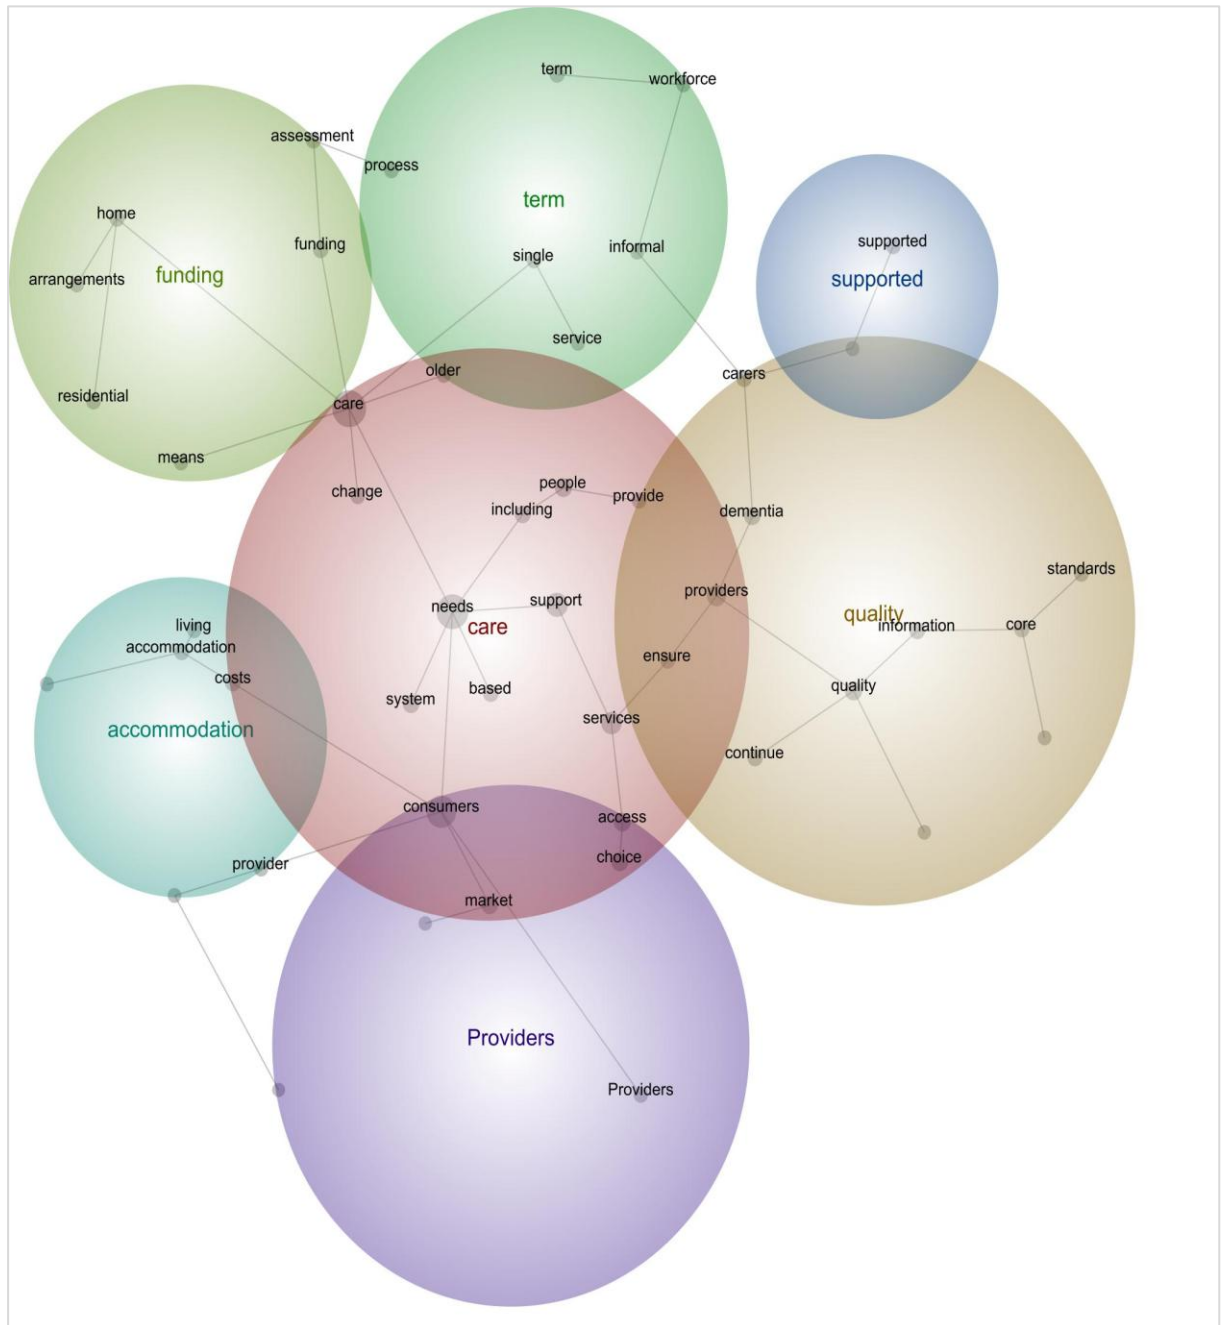 term
workforce
assessment
process
term
home
funding
single
informal
supported
arrangements
funding
supported
service
residential
older
care
carers
means
change
people
including
provide
dementia
standards
needs
support
providers
care
quality
information
core
living
accommodation
costs
ensure
system
based
quality
services
accommodation
continue
consumers
access
provider
choice
market
Providers
Providers